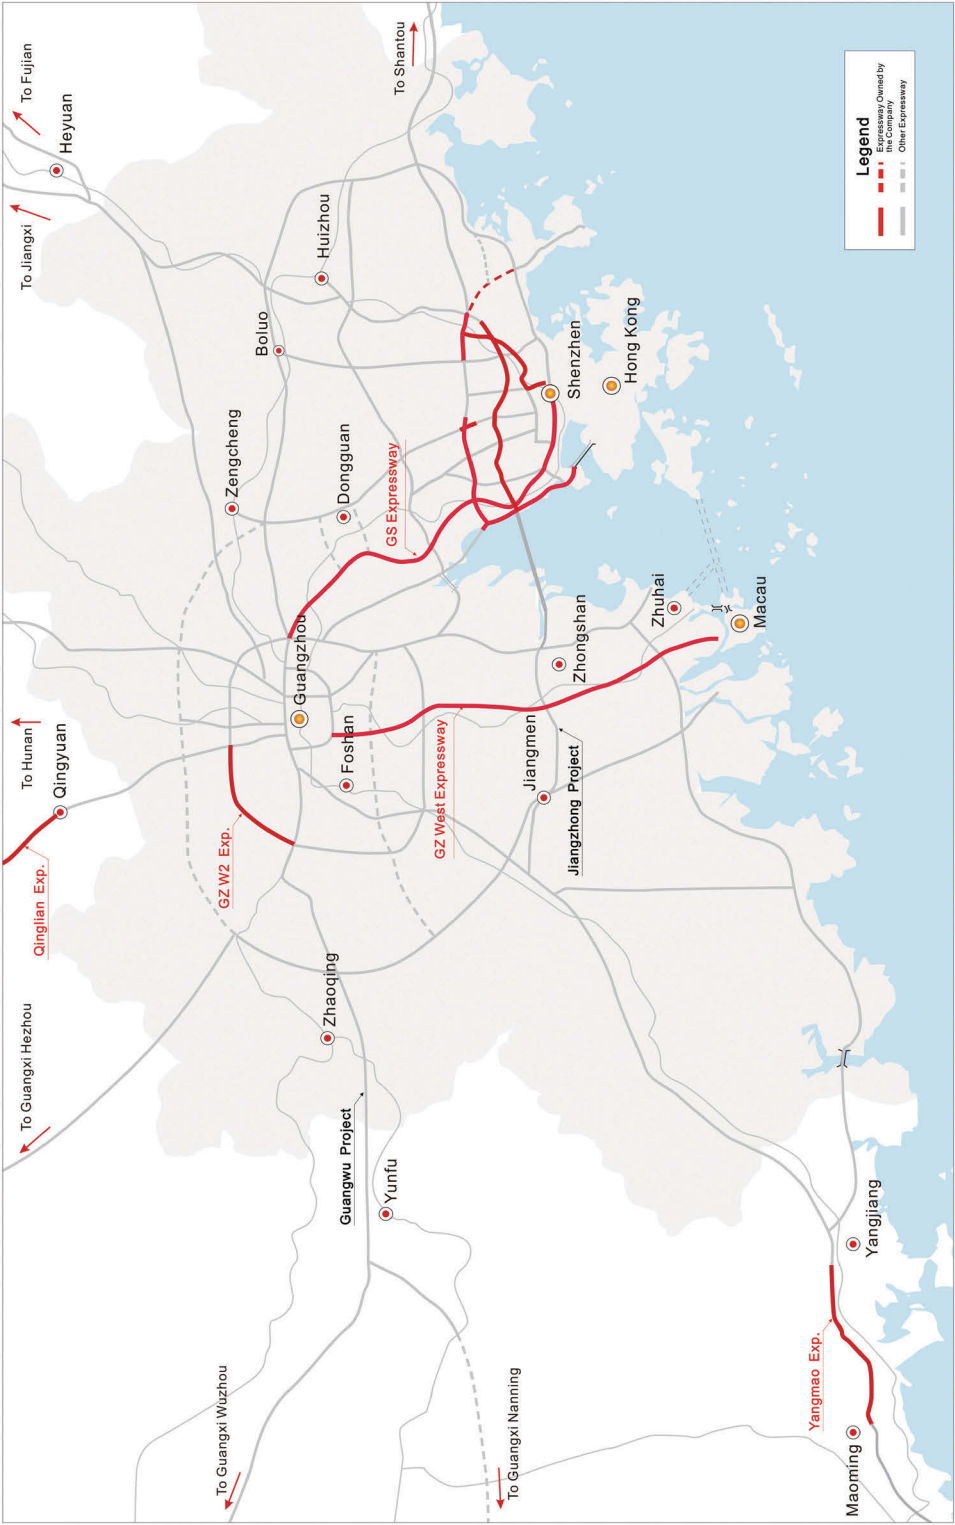 To Hunan
To Guangxi Hezhou
To Jiangxi
To Fujian
Heyuan
Qinglian Exp.
Qingyuan
To Guangxi Wuzhou
GZ W2 Exp.
Zengcheng
Boluo
Guangzhou
Huizhou
Zhaoqing
Guangwu Project
Foshan
Dongguan
Yunfu
GS Expressway
To Shantou
GZ West Expressway
To Guangxi Nanning
Jiangmen
Jiangzhong Project
Zhongshan
Shenzhen
Hong Kong
Zhuhai
Macau
Yangmao Exp.
Maoming
Yangjiang
Legend
Expressway Owned by
the Company
Other Expressway